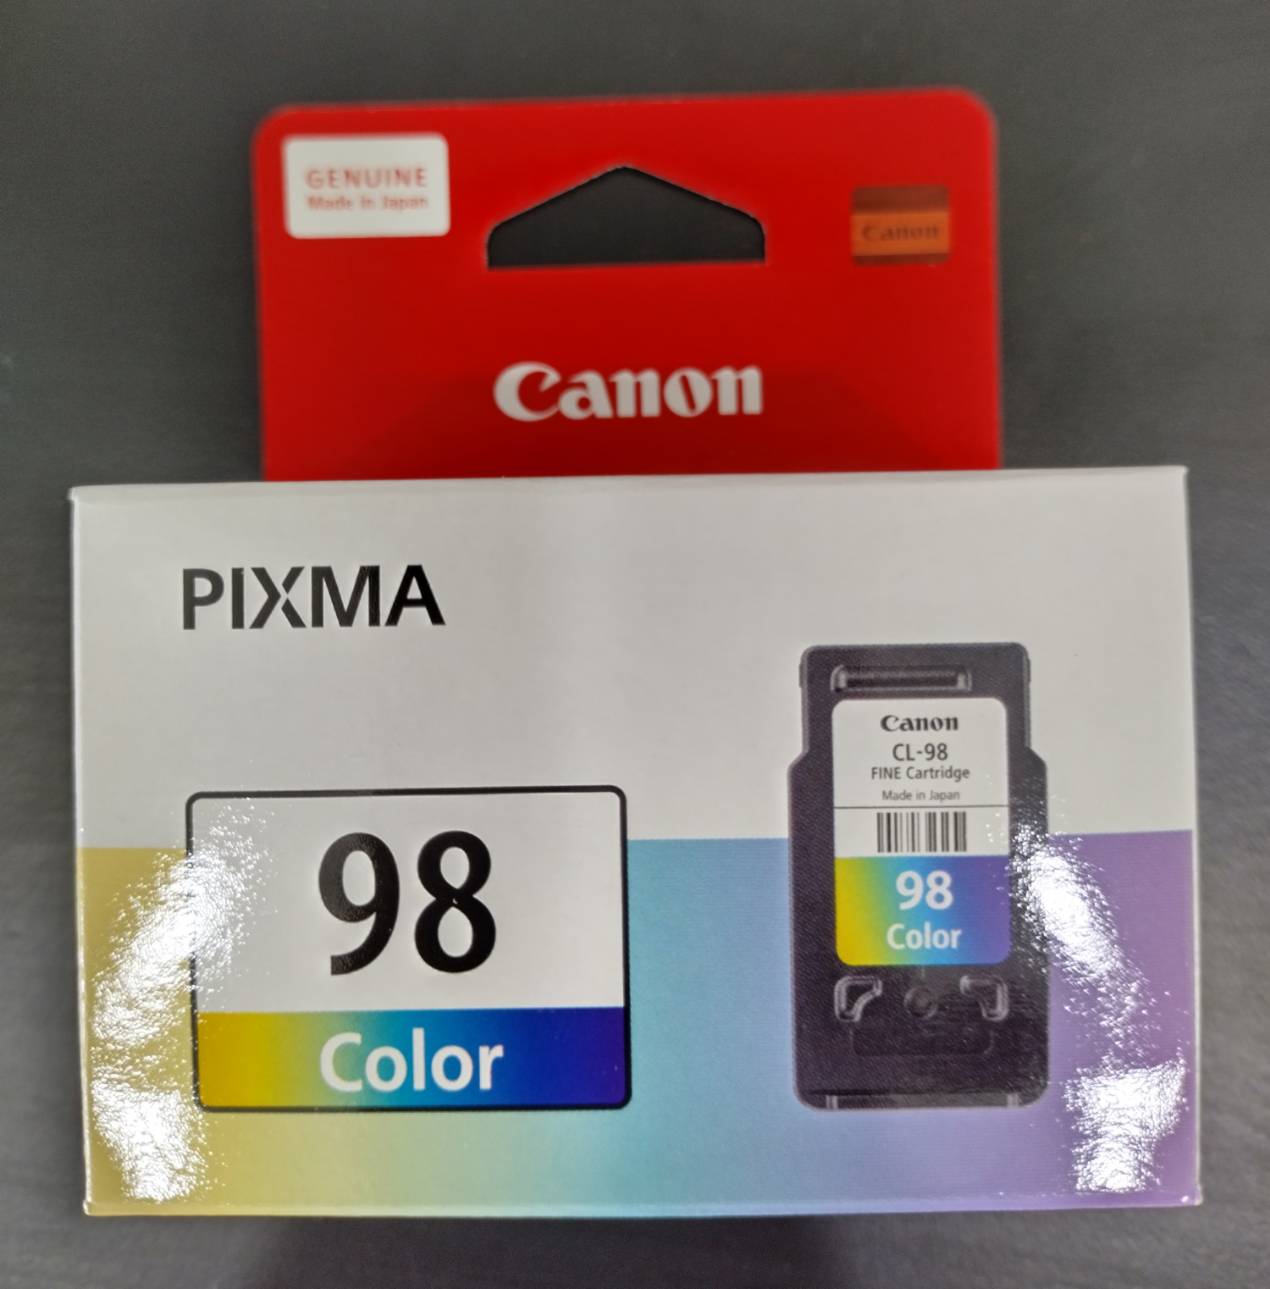 GENUINE
Made in Japan
Canon
Canon
PIXMA
98
Color
Canon
CL-98
FINE Cartridge
Made in Japan
98
Color